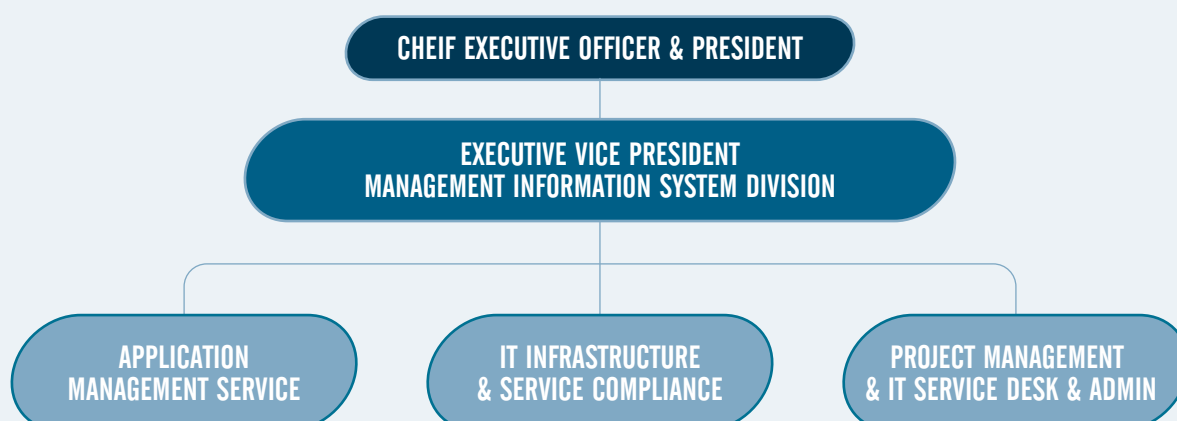 CHEIF EXECUTIVE OFFICER & PRESIDENT
EXECUTIVE VICE PRESIDENT
MANAGEMENT INFORMATION SYSTEM DIVISION
APPLICATION
MANAGEMENT SERVICE
IT INFRASTRUCTURE
& SERVICE COMPLIANCE
PROJECT MANAGEMENT
& IT SERVICE DESK & ADMIN